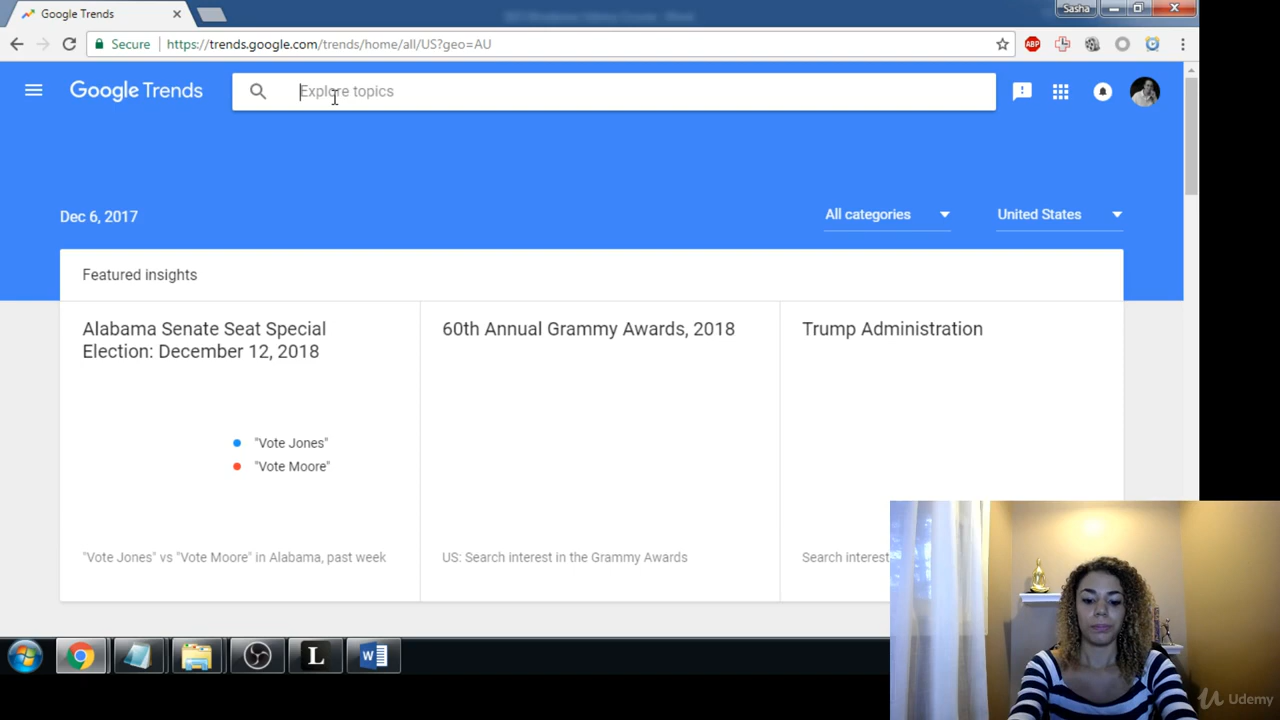 Google Trends
Sasha
Secure
https://trends.google.com/trends/home/all/US?geo=AU
ABP
Google Trends
Explore topics
Dec 6, 2017
All categories
United States
Featured insights
Alabama Senate Seat Special
Election: December 12, 2018
"Vote Jones"
"Vote Moore"
"Vote Jones" vs "Vote Moore" in Alabama, past week
60th Annual Grammy Awards, 2018
US: Search interest in the Grammy Awards
Trump Administration
Search interest
L
W
Udemy